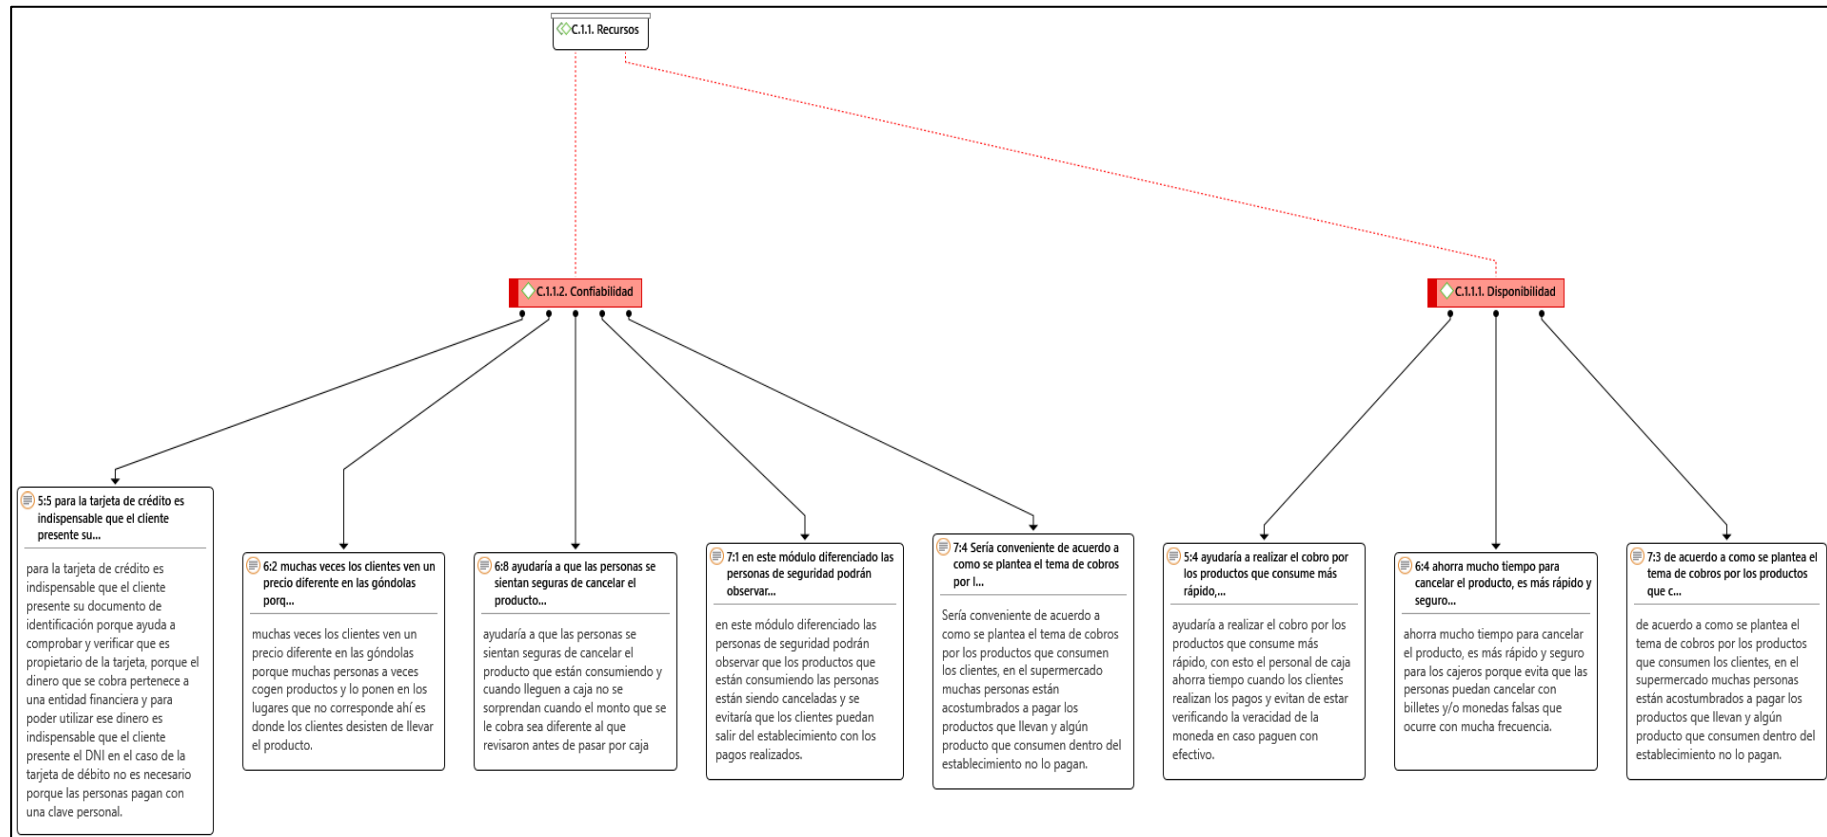 C.1.1. Recursos
C.1.1.2. Confiabilidad
C.1.1.1. Disponibilidad
5:5 para la tarjeta de crédito es
indispensable que el cliente
presente su...
para la tarjeta de crédito es
indispensable que el cliente
presente su documento de
identificación porque ayuda a
comprobar y verificar que es
propietario de la tarjeta, porque el
dinero que se cobra pertenece a
una entidad financiera y para
poder utilizar ese dinero es
indispensable que el cliente
presente el DNI en el caso de la
tarjeta de débito no es necesario
porque las personas pagan con
una clave personal.
6:2 muchas veces los clientes ven un
precio diferente en las góndolas
porq...
muchas veces los clientes ven un
precio diferente en las góndolas
porque muchas personas a veces
cogen productos y lo ponen en los
lugares que no corresponde ahí es
donde los clientes desisten de llevar
el producto.
6:8 ayudaría a que las personas se
sientan seguras de cancelar el
producto...
ayudaría a que las personas se
sientan seguras de cancelar el
producto que están consumiendo y
cuando lleguen a caja no se
sorprendan cuando el monto que se
le cobra sea diferente al que
revisaron antes de pasar por caja
7:1 en este módulo diferenciado las
personas de seguridad podrán
observar...
en este módulo diferenciado las
personas de seguridad podrán
observar que los productos que
están consumiendo las personas
están siendo canceladas y se
evitaría que los clientes puedan
salir del establecimiento con los
pagos realizados.
7:4 Sería conveniente de acuerdo a
como se plantea el tema de cobros
por l...
Sería conveniente de acuerdo a
como se plantea el tema de cobros
por los productos que consumen
los clientes, en el supermercado
muchas personas están
acostumbrados a pagar los
productos que llevan y algún
producto que consumen dentro del
establecimiento no lo pagan.
5:4 ayudaría a realizar el cobro por
los productos que consume más
rápido,...
ayudaría a realizar el cobro por los
productos que consume más
rápido, con esto el personal de caja
ahorra tiempo cuando los clientes
realizan los pagos y evitan de estar
verificando la veracidad de la
moneda en caso paguen con
efectivo.
6:4 ahorra mucho tiempo para
cancelar el producto, es más rápido y
seguro...
ahorra mucho tiempo para cancelar
el producto, es más rápido y seguro
para los cajeros porque evita que las
personas puedan cancelar con
billetes y/o monedas falsas que
ocurre con mucha frecuencia.
7:3 de acuerdo a como se plantea el
tema de cobros por los productos
que c...
de acuerdo a como se plantea el
tema de cobros por los productos
que consumen los clientes, en el
supermercado muchas personas
están acostumbrados a pagar los
productos que llevan y algún
producto que consumen dentro del
establecimiento no lo pagan.